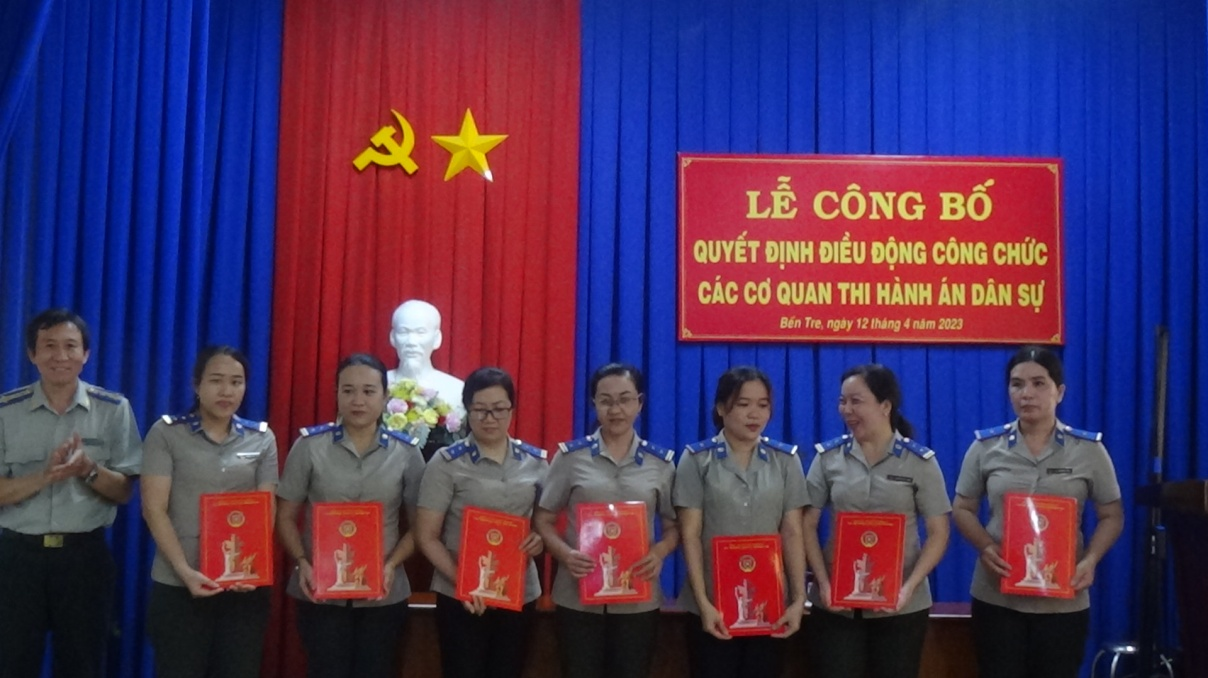 LỄ CÔNG BỐ
QUYẾT ĐỊNH ĐIỀU ĐỘNG CÔNG CHỨC
CÁC CƠ QUAN THI HÀNH ÁN DÂN SỰ
Bến Tre, ngày 12 tháng 4 năm 2023